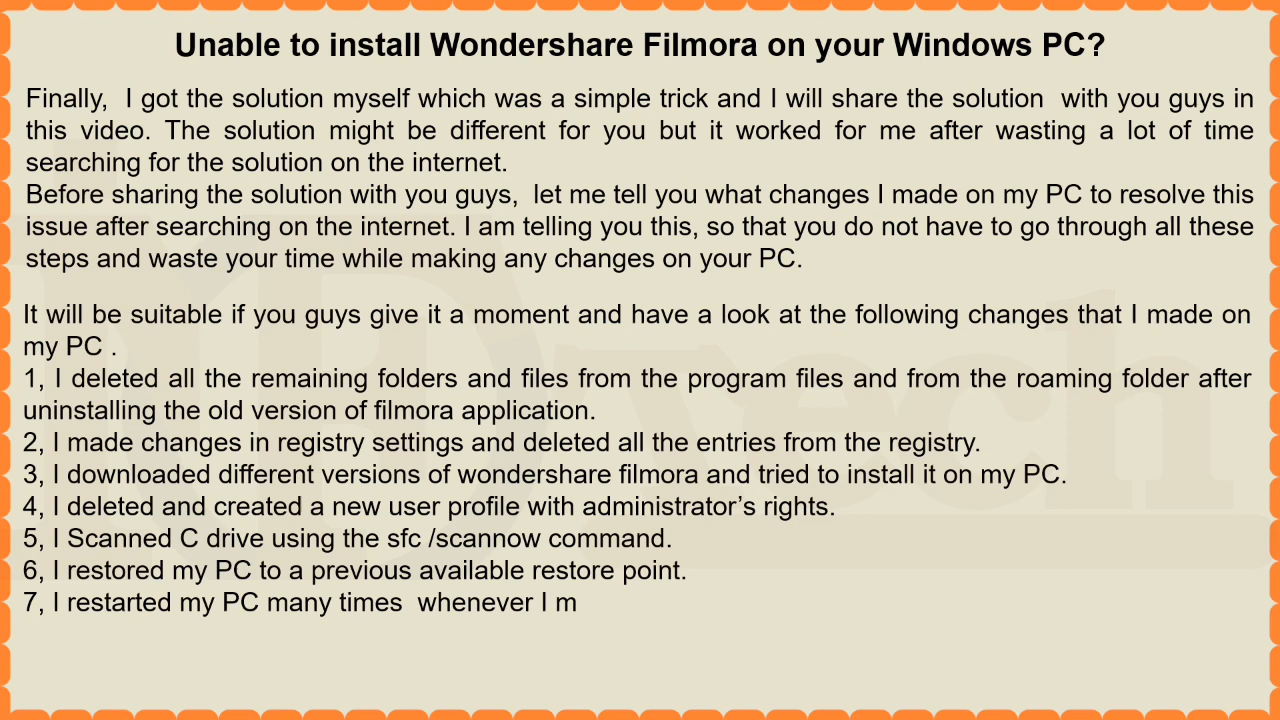 Unable to install Wondershare Filmora on your Windows PC?
Finally, I got the solution myself which was a simple trick and I will share the solution with you guys in
this video. The solution might be different for you but it worked for me after wasting a lot of time
searching for the solution on the internet.
Before sharing the solution with you guys, let me tell you what changes I made on my PC to resolve this
issue after searching on the internet. I am telling you this, so that you do not have to go through all these
steps and waste your time while making any changes on your PC.
It will be suitable if you guys give it a moment and have a look at the following changes that I made on
my PC .
1, I deleted all the remaining folders and files from the program files and from the roaming folder after
uninstalling the old version of filmora application.
2, I made changes in registry settings and deleted all the entries from the registry.
3, I downloaded different versions of wondershare filmora and tried to install it on my PC.
4, I deleted and created a new user profile with administrator’s rights.
5, I Scanned C drive using the sfc /scannow command.
6, I restored my PC to a previous available restore point.
7, I restarted my PC many times whenever I m